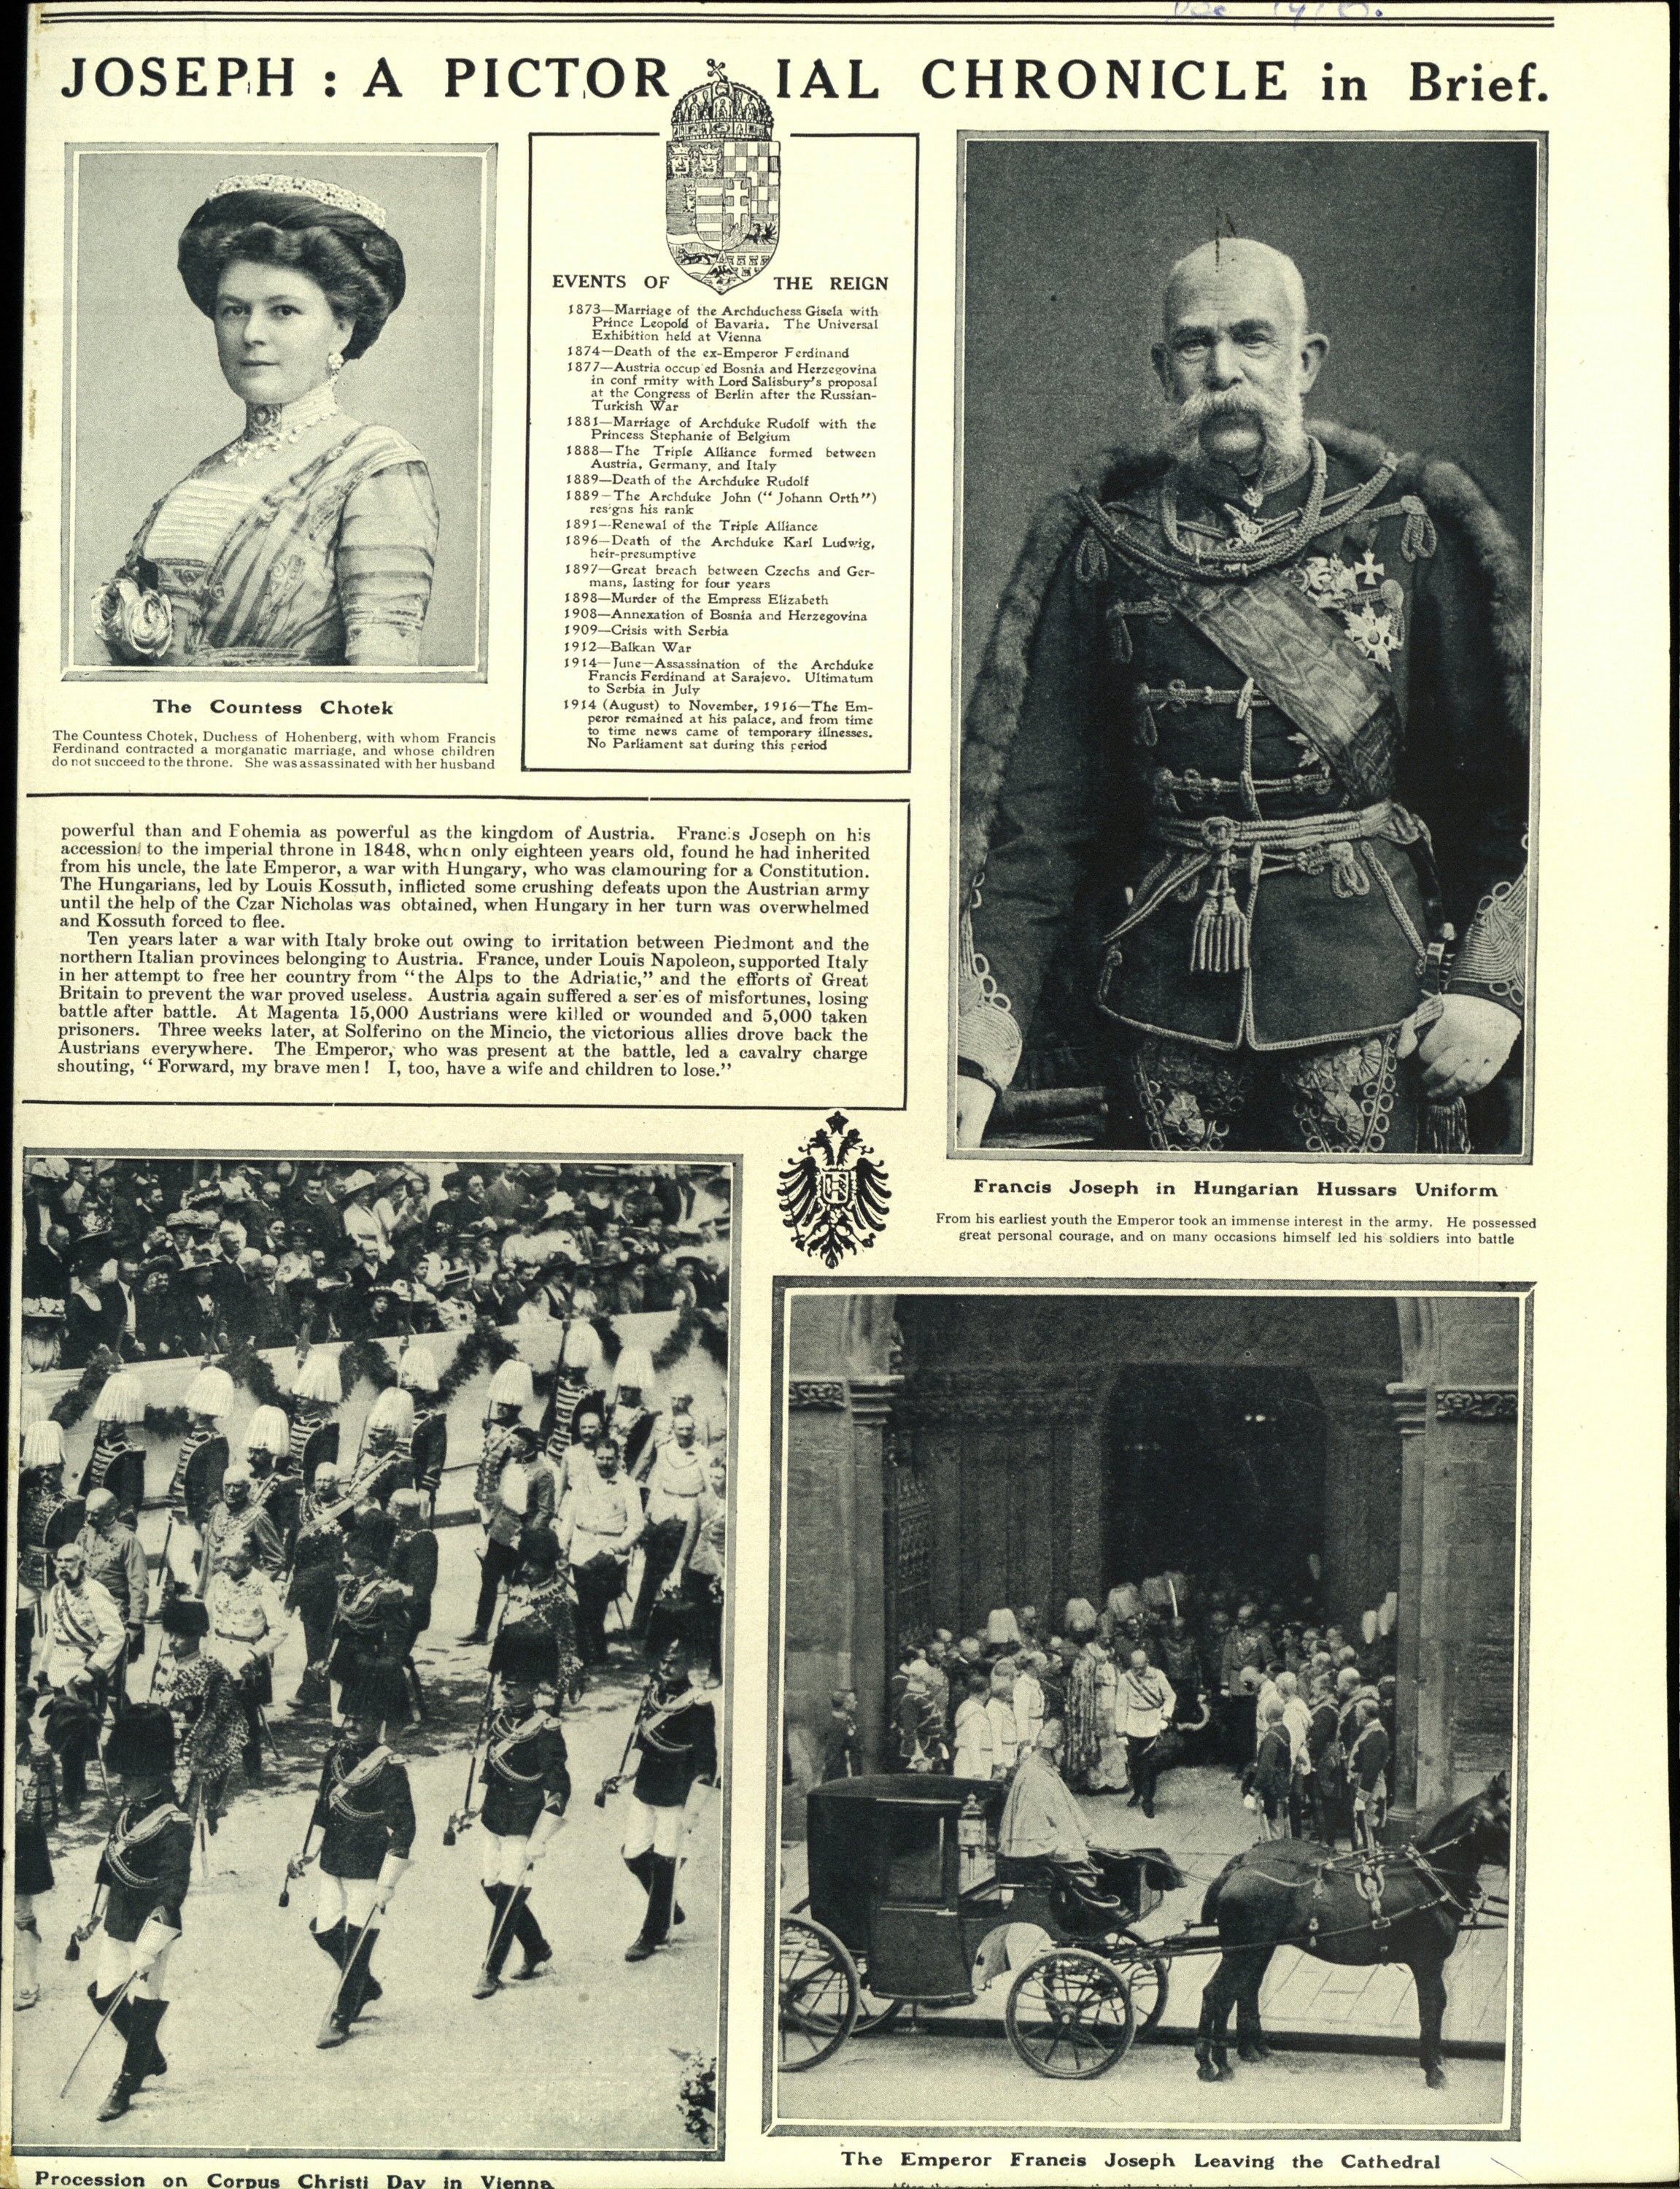 Dec 1916.
JOSEPH : A PICTORIAL CHRONICLE in Brief.
The Countess Chotek
The Countess Chotek, Duchess of Hohenberg, with whom Francis
Ferdinand contracted a morganatic marriage, and whose children
do not succeed to the throne. She was assassinated with her husband
EVENTS OF THE REIGN
1873—Marriage of the Archduchess Gisela with
Prince Leopold of Bavaria. The Universal
Exhibition held at Vienna
1874—Death of the ex-Emperor Ferdinand
1877—Austria occup ed Bosnia and Herzegovina
in conf rmity with Lord Salisbury's proposal
at the Congress of Berlin after the Russian-
Turkish War
1881—Marriage of Archduke Rudolf with the
Princess Stephanie of Belgium
1888—The Triple Alliance formed between
Austria, Germany, and Italy
1889—Death of the Archduke Rudolf
1889—The Archduke John (" Johann Orth")
resigns his rank
1891—Renewal of the Triple Alliance
1896—Death of the Archduke Karl Ludwig,
heir-presumptive
1897—Great breach between Czechs and Ger-
mans, lasting for four years
1898—Murder of the Empress Elizabeth
1908—Annexation of Bosnia and Herzegovina
1909—Crisis with Serbia
1912—Balkan War
1914—June—Assassination of the Archduke
Francis Ferdinand at Sarajevo. Ultimatum
to Serbia in July
1914 (August) to November, 1916—The Em-
peror remained at his palace, and from time
to time news came of temporary illnesses.
No Parliament sat during this period
powerful than and Bohemia as powerful as the kingdom of Austria. Francis Joseph on his
accession to the imperial throne in 1848, when only eighteen years old, found he had inherited
from his uncle, the late Emperor, a war with Hungary, who was clamouring for a Constitution.
The Hungarians, led by Louis Kossuth, inflicted some crushing defeats upon the Austrian army
until the help of the Czar Nicholas was obtained, when Hungary in her turn was overwhelmed
and Kossuth forced to flee.
Ten years later a war with Italy broke out owing to irritation between Piedmont and the
northern Italian provinces belonging to Austria. France, under Louis Napoleon, supported Italy
in her attempt to free her country from "the Alps to the Adriatic," and the efforts of Great
Britain to prevent the war proved useless. Austria again suffered a series of misfortunes, losing
battle after battle. At Magenta 15,000 Austrians were killed or wounded and 5,000 taken
prisoners. Three weeks later, at Solferino on the Mincio, the victorious allies drove back the
Austrians everywhere. The Emperor, who was present at the battle, led a cavalry charge
shouting, "Forward, my brave men! I, too, have a wife and children to lose."
Francis Joseph in Hungarian Hussars Uniform
From his earliest youth the Emperor took an immense interest in the army. He possessed
great personal courage, and on many occasions himself led his soldiers into battle
Procession on Corpus Christi Day in Vienna
The Emperor Francis Joseph Leaving the Cathedral